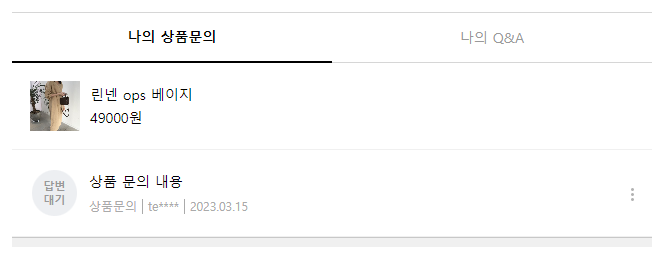 나의 상품문의
나의 Q&A
린넨 ops 베이지
49000원
답변
대기
상품 문의 내용
상품문의 | te**** | 2023.03.15